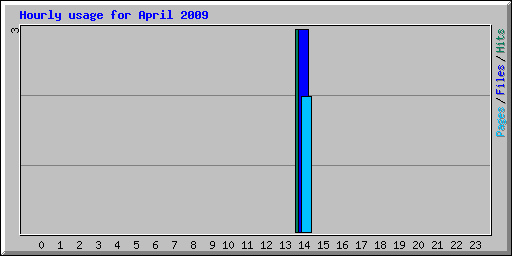 Hourly usage for April 2009
3
Pages / Files / Hits
0 1 2 3 4 5 6 7 8 9 10 11 12 13 14 15 16 17 18 19 20 21 22 23